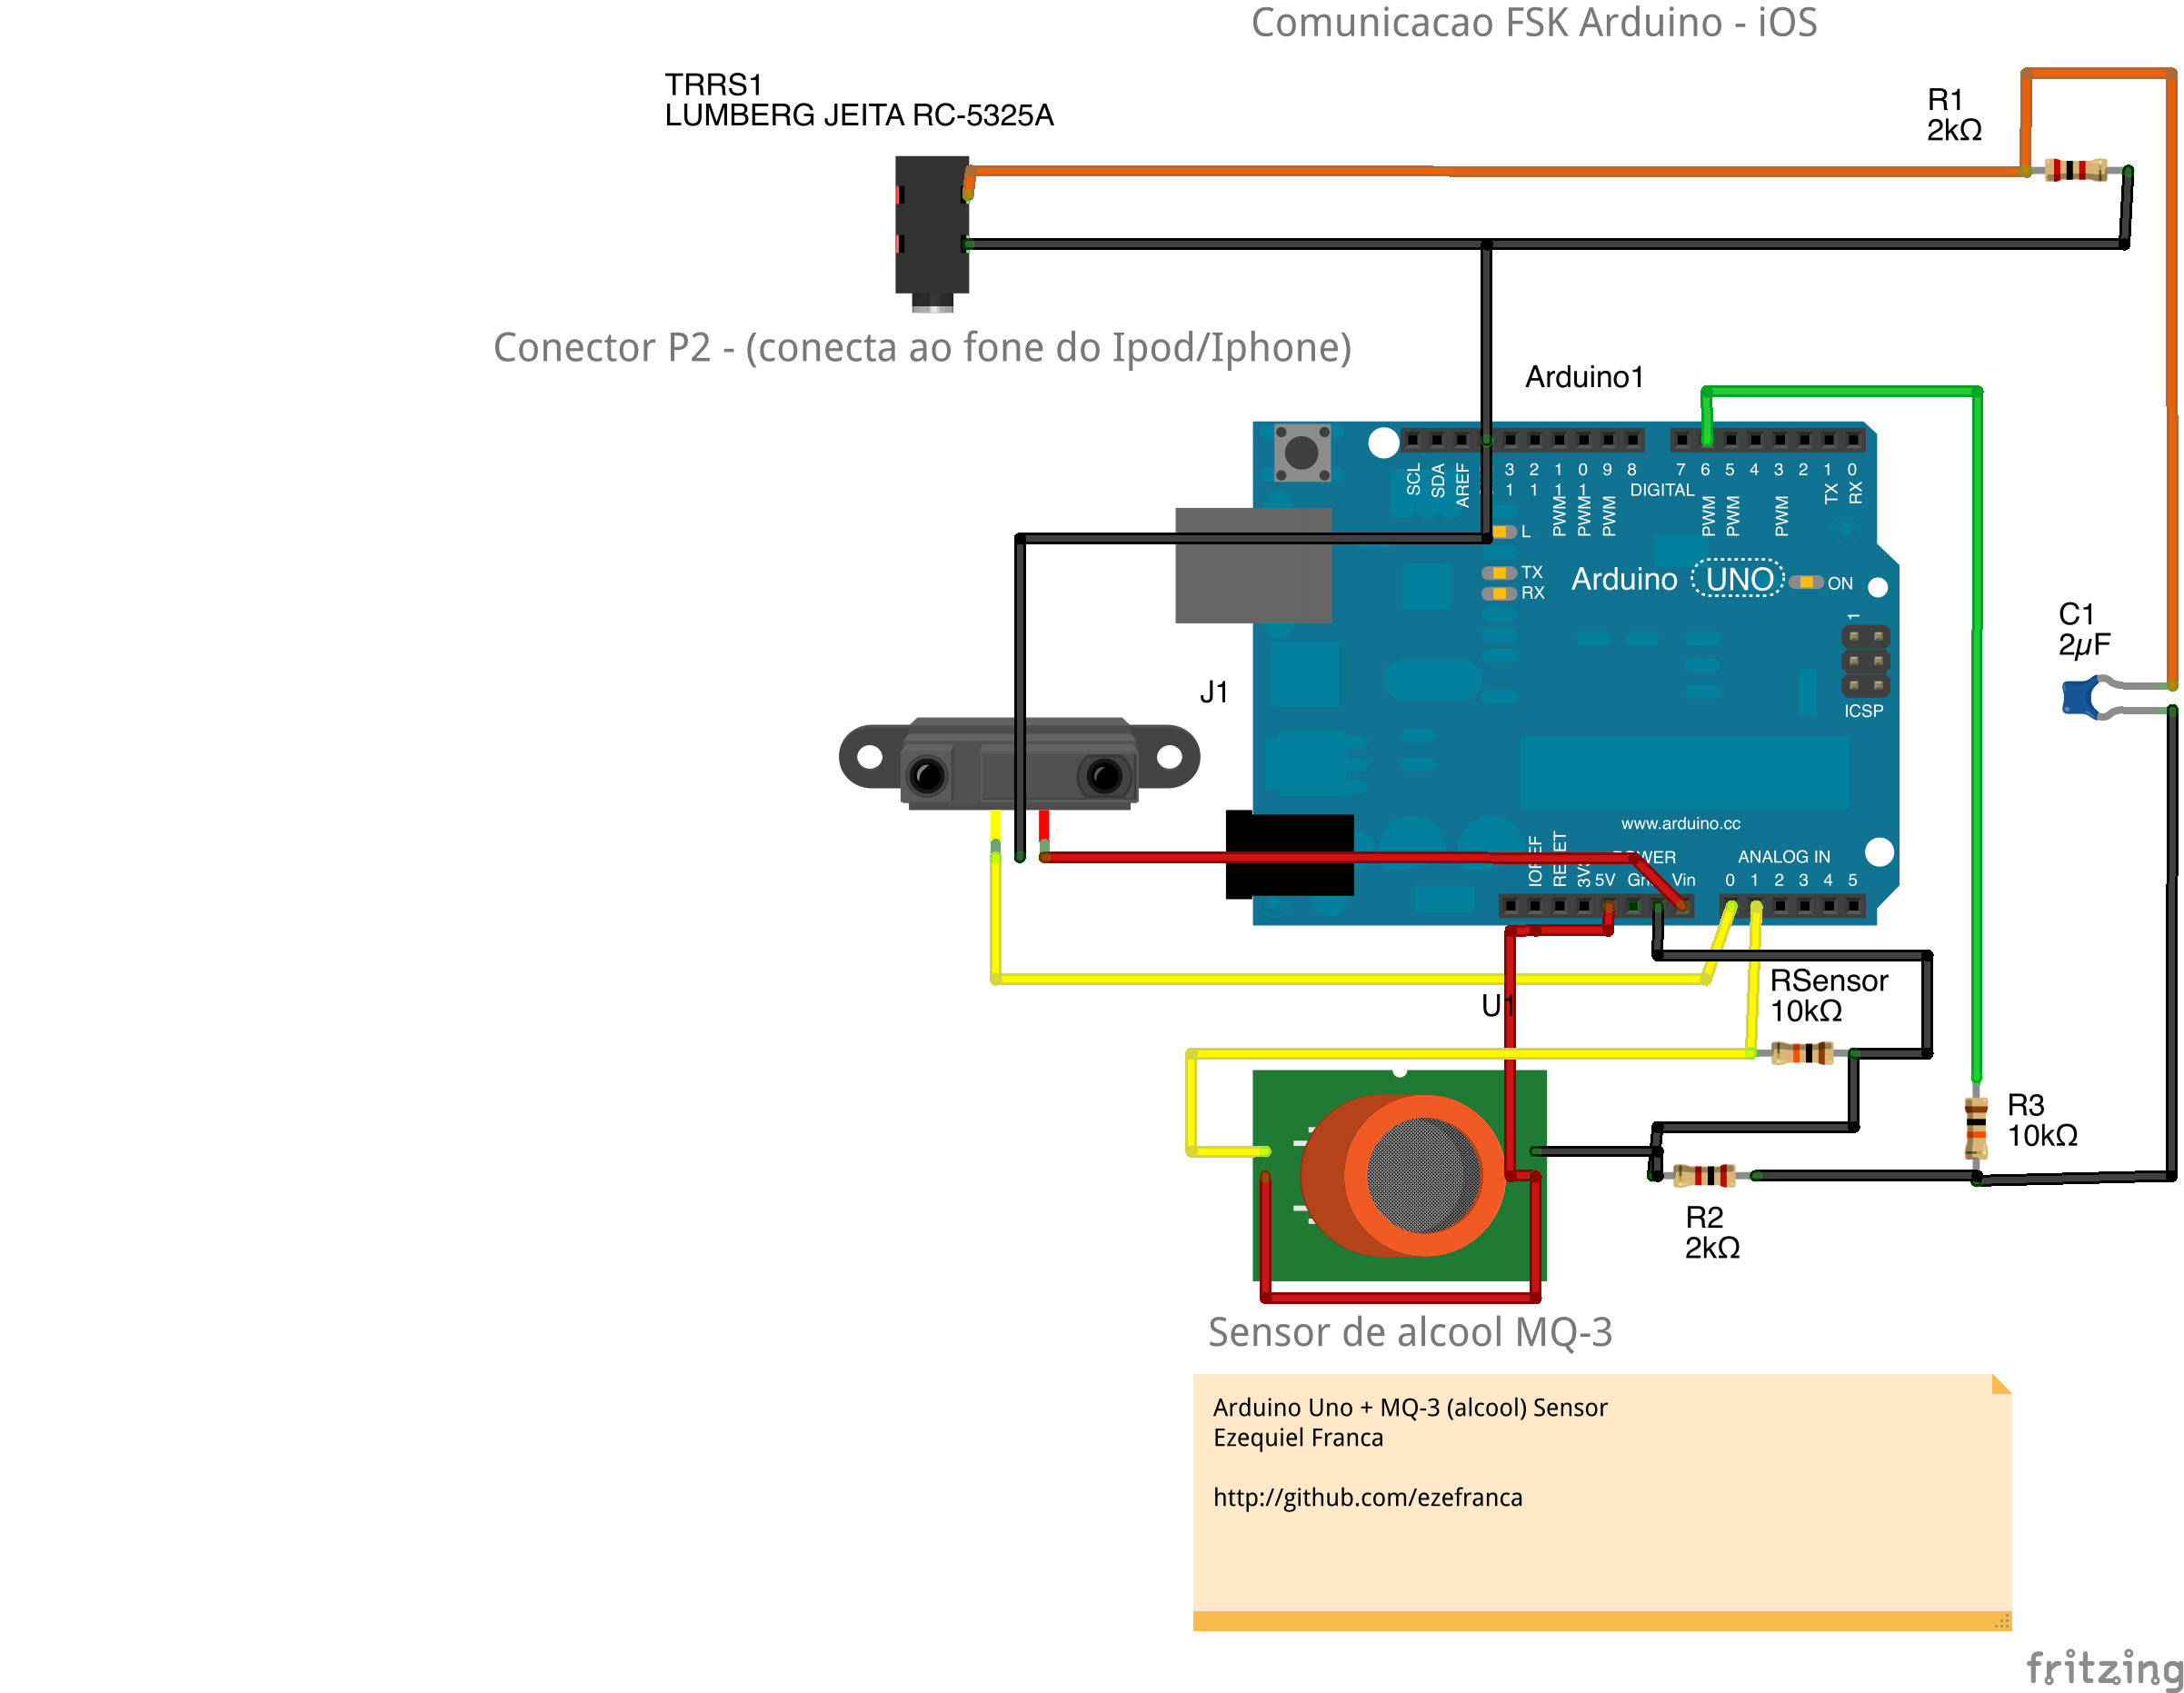 Comunicacao FSK Arduino - iOS
TRRS1
LUMBERG JEITA RC-5325A
R1
2kΩ
Conector P2 - (conecta ao fone do Ipod/Iphone)
Arduino1
SCL
SDA
AREF
13
12
PWM 11
PWM 10
PWM 9
8
7
PWM 6
PWM 5
4
PWM 3
2
TX 1
RX 0
DIGITAL
L
TX
RX
Arduino UNO
ON
1
ICSP
C1
2µF
J1
www.arduino.cc
POWER
ANALOG IN
RESET
3V3
5V
Vin
0 1 2 3 4 5
RSensor
10kΩ
U1
R3
10kΩ
R2
2kΩ
Sensor de alcool MQ-3
Arduino Uno + MQ-3 (alcool) Sensor
Ezequiel Franca
http://github.com/ezefranca
fritzing